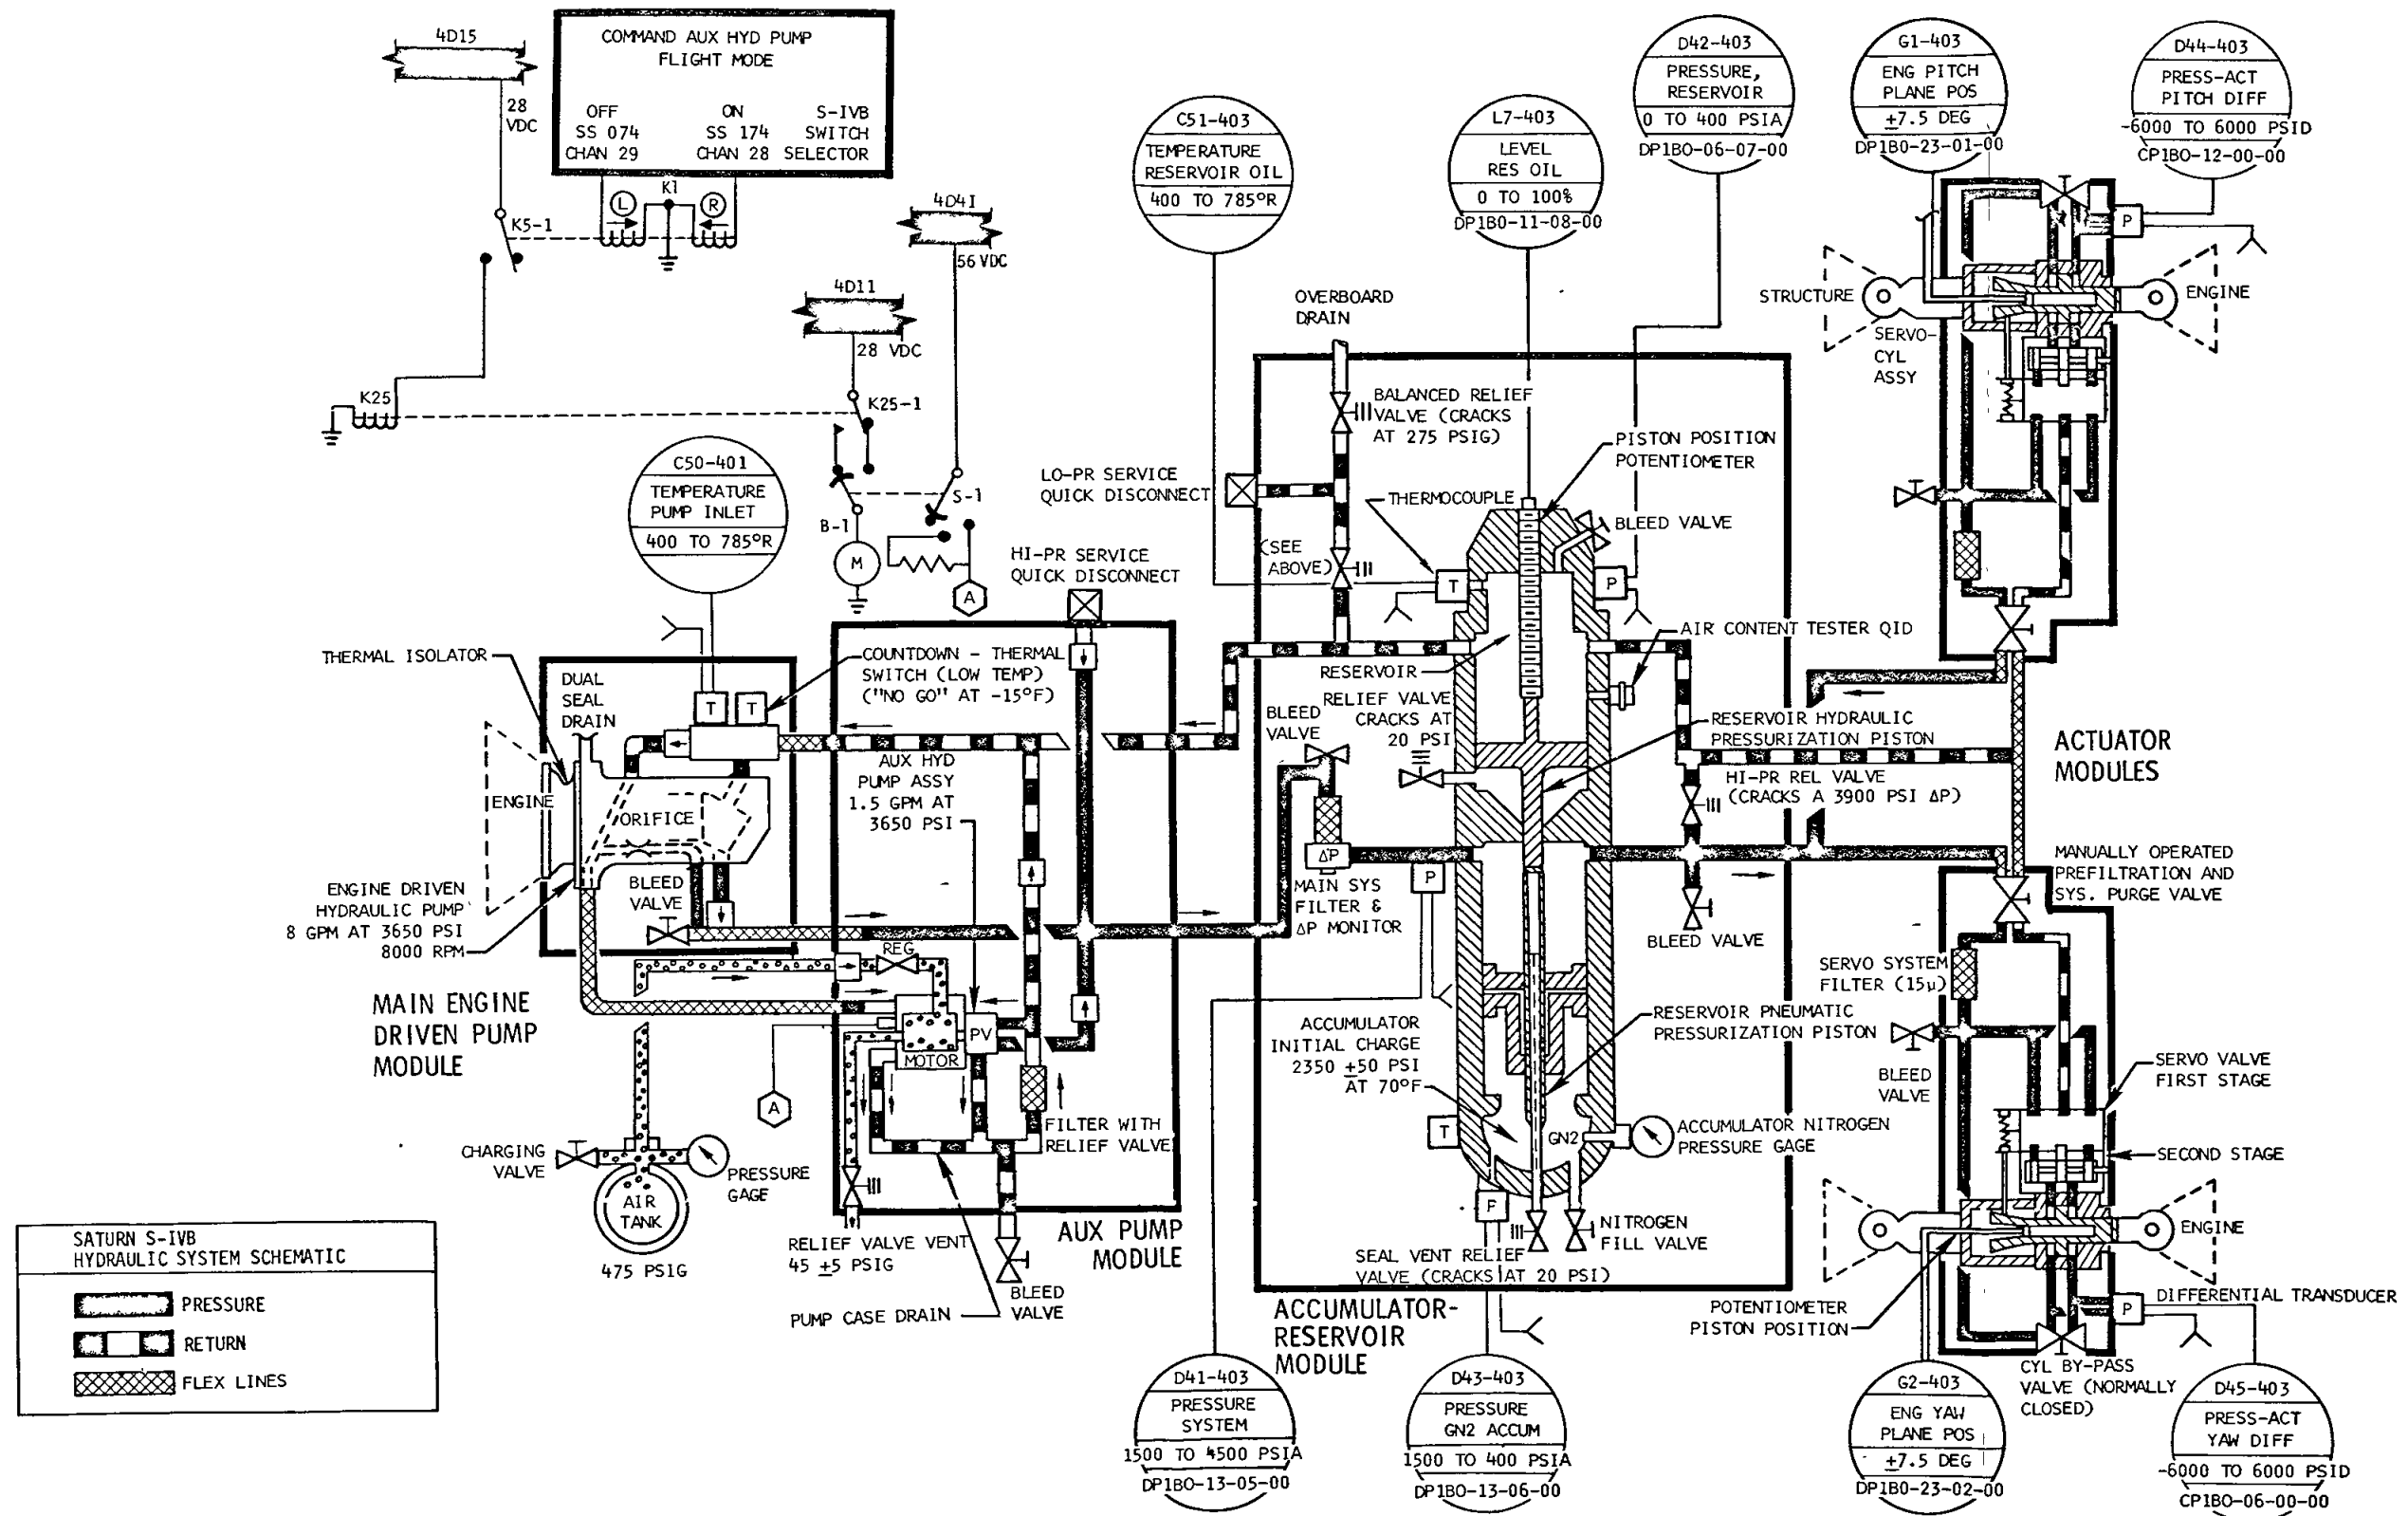 4D15
28
VDC
COMMAND AUX HYD PUMP
FLIGHT MODE
OFF
SS 074
CHAN 29
ON
SS 174
CHAN 28
S-IVB
SWITCH
SELECTOR
K1
L
R
K5-1
4D41
56 VDC
4D11
28 VDC
K25
K25-1
S-1
B-1
M
A
C50-401
TEMPERATURE
PUMP INLET
400 TO 785°R
C51-403
TEMPERATURE
RESERVOIR OIL
400 TO 785°R
L7-403
LEVEL
RES OIL
0 TO 100%
DP1B0-11-08-00
D42-403
PRESSURE,
RESERVOIR
0 TO 400 PSIA
DP1BO-06-07-00
G1-403
ENG PITCH
PLANE POS
±7.5 DEG
DP1B0-23-01-00
D44-403
PRESS-ACT
PITCH DIFF
-6000 TO 6000 PSID
CP1BO-12-00-00
P
STRUCTURE
ENGINE
SERVO-
CYL
ASSY
OVERBOARD
DRAIN
BALANCED RELIEF
VALVE (CRACKS
AT 275 PSIG)
PISTON POSITION
POTENTIOMETER
LO-PR SERVICE
QUICK DISCONNECT
THERMOCOUPLE
BLEED VALVE
(SEE
ABOVE)
T
P
HI-PR SERVICE
QUICK DISCONNECT
AIR CONTENT TESTER QID
THERMAL ISOLATOR
DUAL
SEAL
DRAIN
T
T
COUNTDOWN - THERMAL
SWITCH (LOW TEMP)
("NO GO" AT -15°F)
RESERVOIR
RELIEF VALVE
CRACKS AT
20 PSI
BLEED
VALVE
RESERVOIR HYDRAULIC
PRESSURIZATION PISTON
ACTUATOR
MODULES
HI-PR REL VALVE
(CRACKS A 3900 PSI ΔP)
AUX HYD
PUMP ASSY
1.5 GPM AT
3650 PSI
ENGINE
ORIFICE
BLEED
VALVE
ENGINE DRIVEN
HYDRAULIC PUMP
8 GPM AT 3650 PSI
8000 RPM
ΔP
P
MAIN SYS
FILTER &
ΔP MONITOR
MANUALLY OPERATED
PREFILTRATION AND
SYS. PURGE VALVE
BLEED VALVE
REG
SERVO SYSTEM
FILTER (15μ)
MAIN ENGINE
DRIVEN PUMP
MODULE
MOTOR
PV
A
ACCUMULATOR
INITIAL CHARGE
2350 ±50 PSI
AT 70°F
RESERVOIR PNEUMATIC
PRESSURIZATION PISTON
BLEED
VALVE
SERVO VALVE
FIRST STAGE
FILTER WITH
RELIEF VALVE
T
GN2
ACCUMULATOR NITROGEN
PRESSURE GAGE
SECOND STAGE
CHARGING
VALVE
PRESSURE
GAGE
AIR
TANK
475 PSIG
P
NITROGEN
FILL VALVE
ENGINE
AUX PUMP
MODULE
RELIEF VALVE VENT
45 ±5 PSIG
BLEED
VALVE
PUMP CASE DRAIN
SEAL VENT RELIEF
VALVE (CRACKS AT 20 PSI)
ACCUMULATOR-
RESERVOIR
MODULE
POTENTIOMETER
PISTON POSITION
P
DIFFERENTIAL TRANSDUCER
CYL BY-PASS
VALVE (NORMALLY
CLOSED)
SATURN S-IVB
HYDRAULIC SYSTEM SCHEMATIC
PRESSURE
RETURN
FLEX LINES
D41-403
PRESSURE
SYSTEM
1500 TO 4500 PSIA
DP1BO-13-05-00
D43-403
PRESSURE
GN2 ACCUM
1500 TO 400 PSIA
DP1BO-13-06-00
G2-403
ENG YAW
PLANE POS
±7.5 DEG
DP1BO-23-02-00
D45-403
PRESS-ACT
YAW DIFF
-6000 TO 6000 PSID
CP1BO-06-00-00